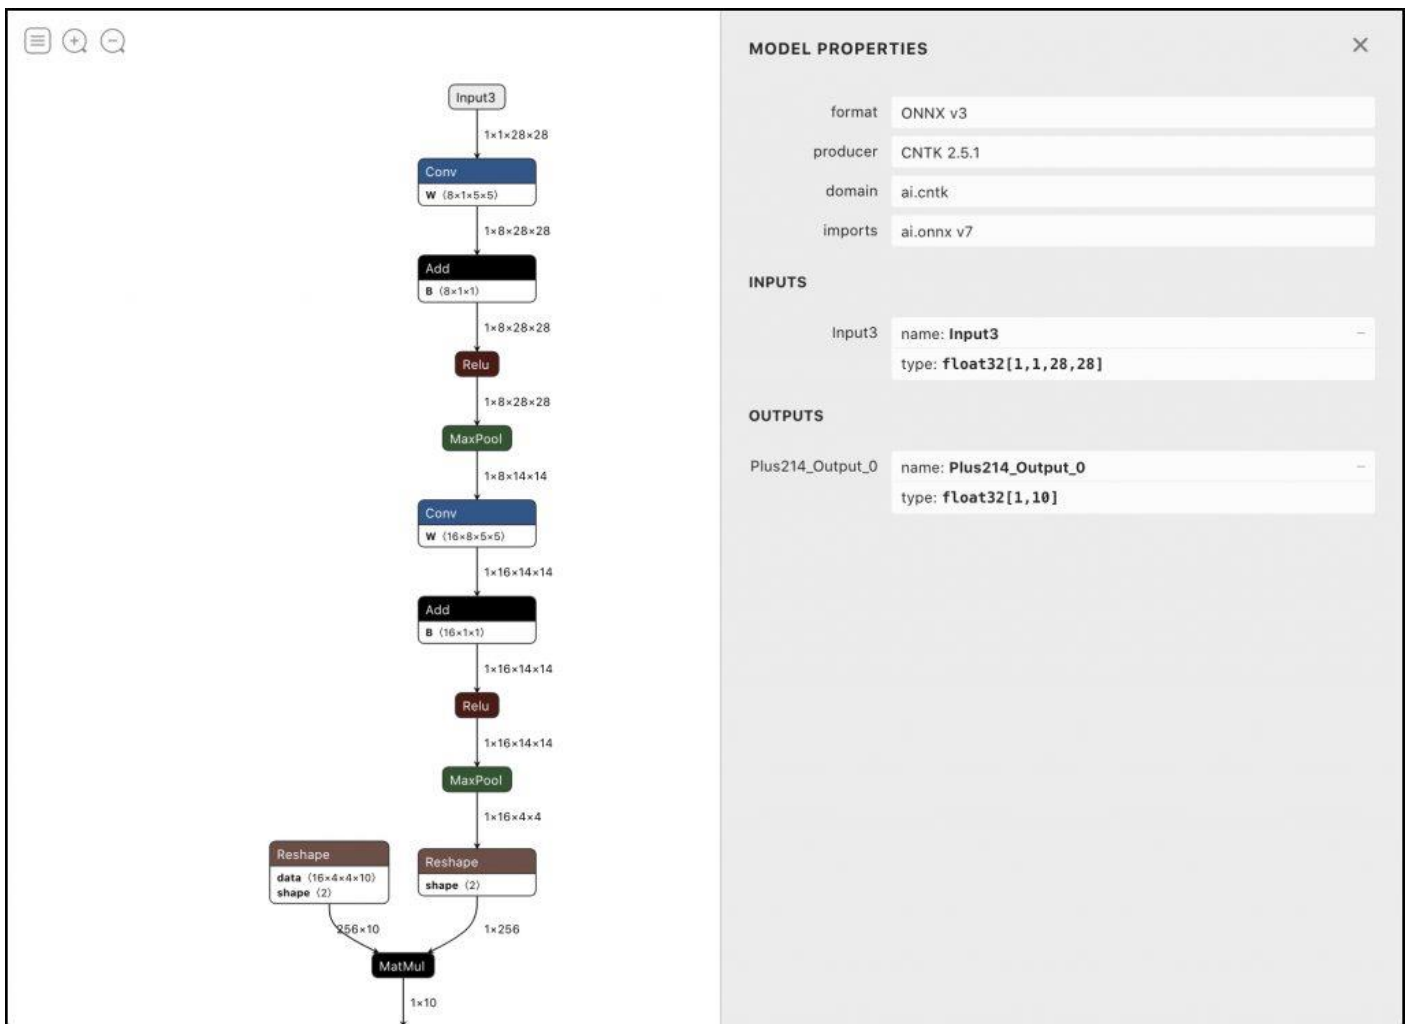 Input3
1×1×28×28
Conv
W ⟨8×1×5×5⟩
1×8×28×28
Add
B ⟨8×1×1⟩
1×8×28×28
Relu
1×8×28×28
MaxPool
1×8×14×14
Conv
W ⟨16×8×5×5⟩
1×16×14×14
Add
B ⟨16×1×1⟩
1×16×14×14
Relu
1×16×14×14
MaxPool
1×16×4×4
Reshape
data ⟨16×4×4×10⟩
shape ⟨2⟩
Reshape
shape ⟨2⟩
256×10
1×256
MatMul
1×10
MODEL PROPERTIES
format ONNX v3
producer CNTK 2.5.1
domain ai.cntk
imports ai.onnx v7
INPUTS
Input3 name: Input3
type: float32[1,1,28,28]
OUTPUTS
Plus214_Output_0 name: Plus214_Output_0
type: float32[1,10]